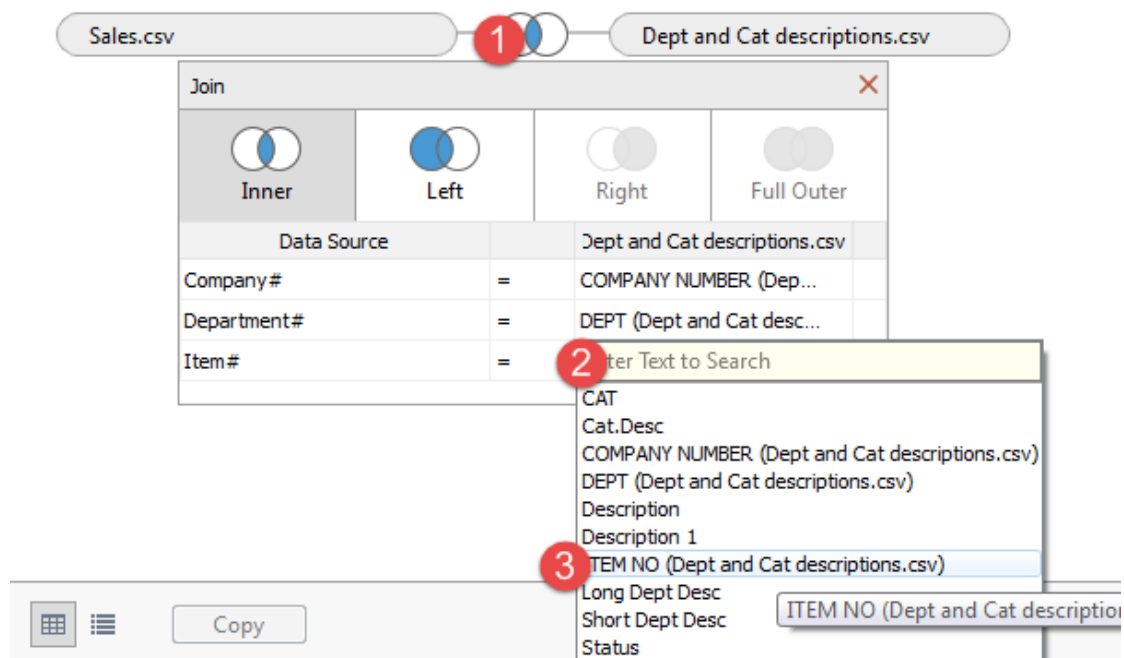 Sales.csv 1 Dept and Cat descriptions.csv
Join
Inner Left Right Full Outer
Data Source Dept and Cat descriptions.csv
Company# = COMPANY NUMBER (Dep...
Department# = DEPT (Dept and Cat desc...
Item# = 2 ter Text to Search
CAT
Cat.Desc
COMPANY NUMBER (Dept and Cat descriptions.csv)
DEPT (Dept and Cat descriptions.csv)
Description
Description 1
3 TEM NO (Dept and Cat descriptions.csv)
Long Dept Desc
ITEM NO (Dept and Cat description
Short Dept Desc
Status
Copy